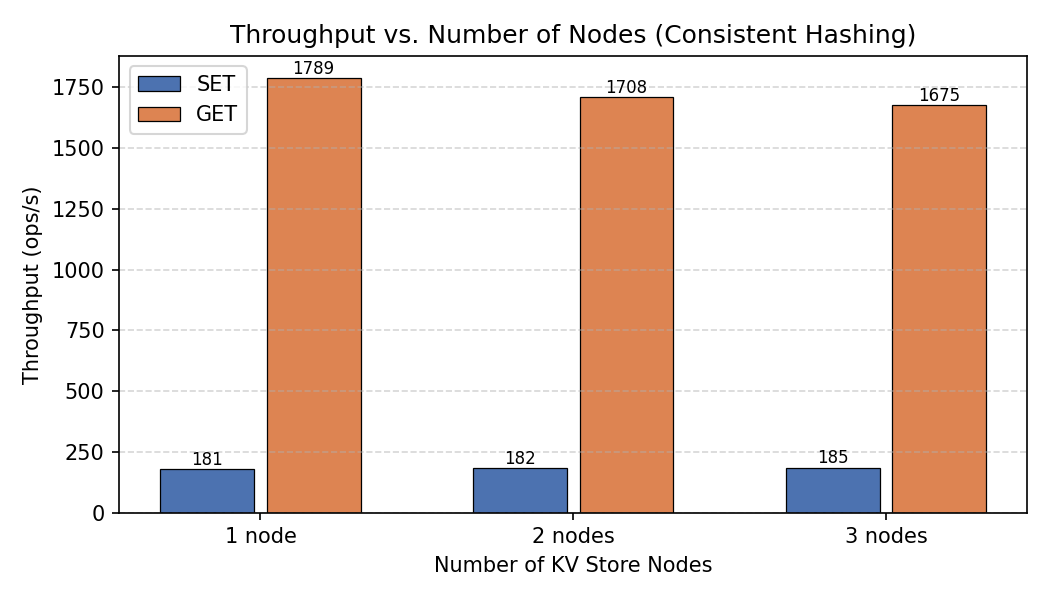 Throughput vs. Number of Nodes (Consistent Hashing)
SET
GET
Throughput (ops/s)
1750
1500
1250
1000
750
500
250
0
181
1789
182
1708
185
1675
1 node
2 nodes
3 nodes
Number of KV Store Nodes